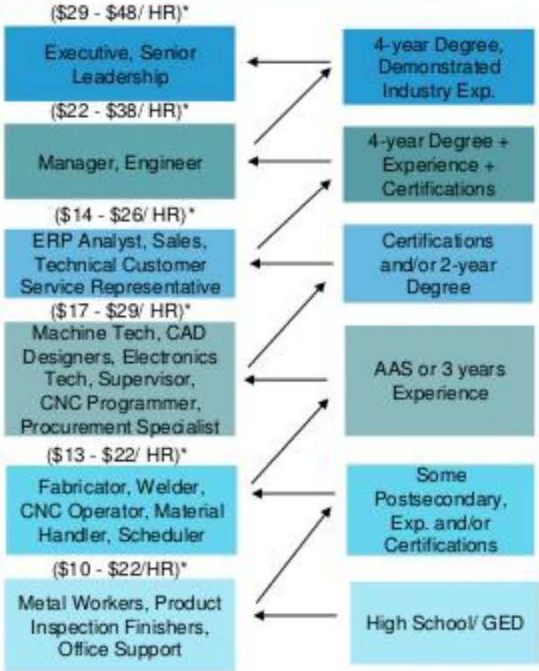 ($29 - $48/ HR)*
Executive, Senior
Leadership
4-year Degree,
Demonstrated
Industry Exp.
($22 - $38/ HR)*
Manager, Engineer
4-year Degree +
Experience +
Certifications
($14 - $26/ HR)*
ERP Analyst, Sales,
Technical Customer
Service Representative
Certifications
and/or 2-year
Degree
($17 - $29/ HR)*
Machine Tech, CAD
Designers, Electronics
Tech, Supervisor,
CNC Programmer,
Procurement Specialist
AAS or 3 years
Experience
($13 - $22/ HR)*
Fabricator, Welder,
CNC Operator, Material
Handler, Scheduler
Some
Postsecondary,
Exp. and/or
Certifications
($10 - $22/HR)*
Metal Workers, Product
Inspection Finishers,
Office Support
High School/ GED